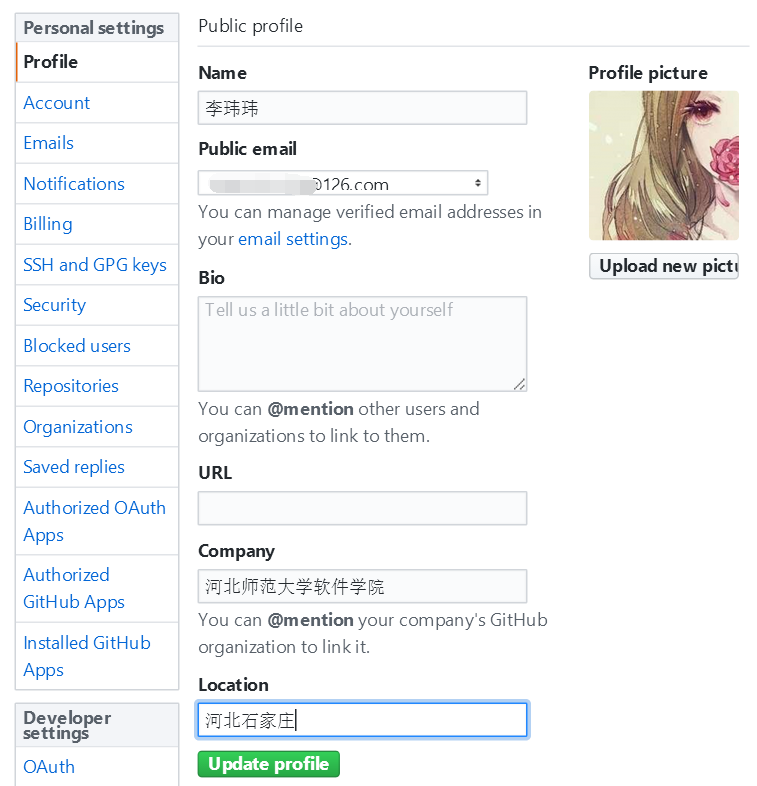 Personal settings
Profile
Account
Emails
Notifications
Billing
SSH and GPG keys
Security
Blocked users
Repositories
Organizations
Saved replies
Authorized OAuth
Apps
Authorized
GitHub Apps
Installed GitHub
Apps
Developer
settings
OAuth
Public profile
Name
李玮玮
Public email
@126.com
You can manage verified email addresses in
your email settings.
Bio
Tell us a little bit about yourself
You can @mention other users and
organizations to link to them.
URL
Company
河北师范大学软件学院
You can @mention your company's GitHub
organization to link it.
Location
河北石家庄
Update profile
Profile picture
Upload new pictu